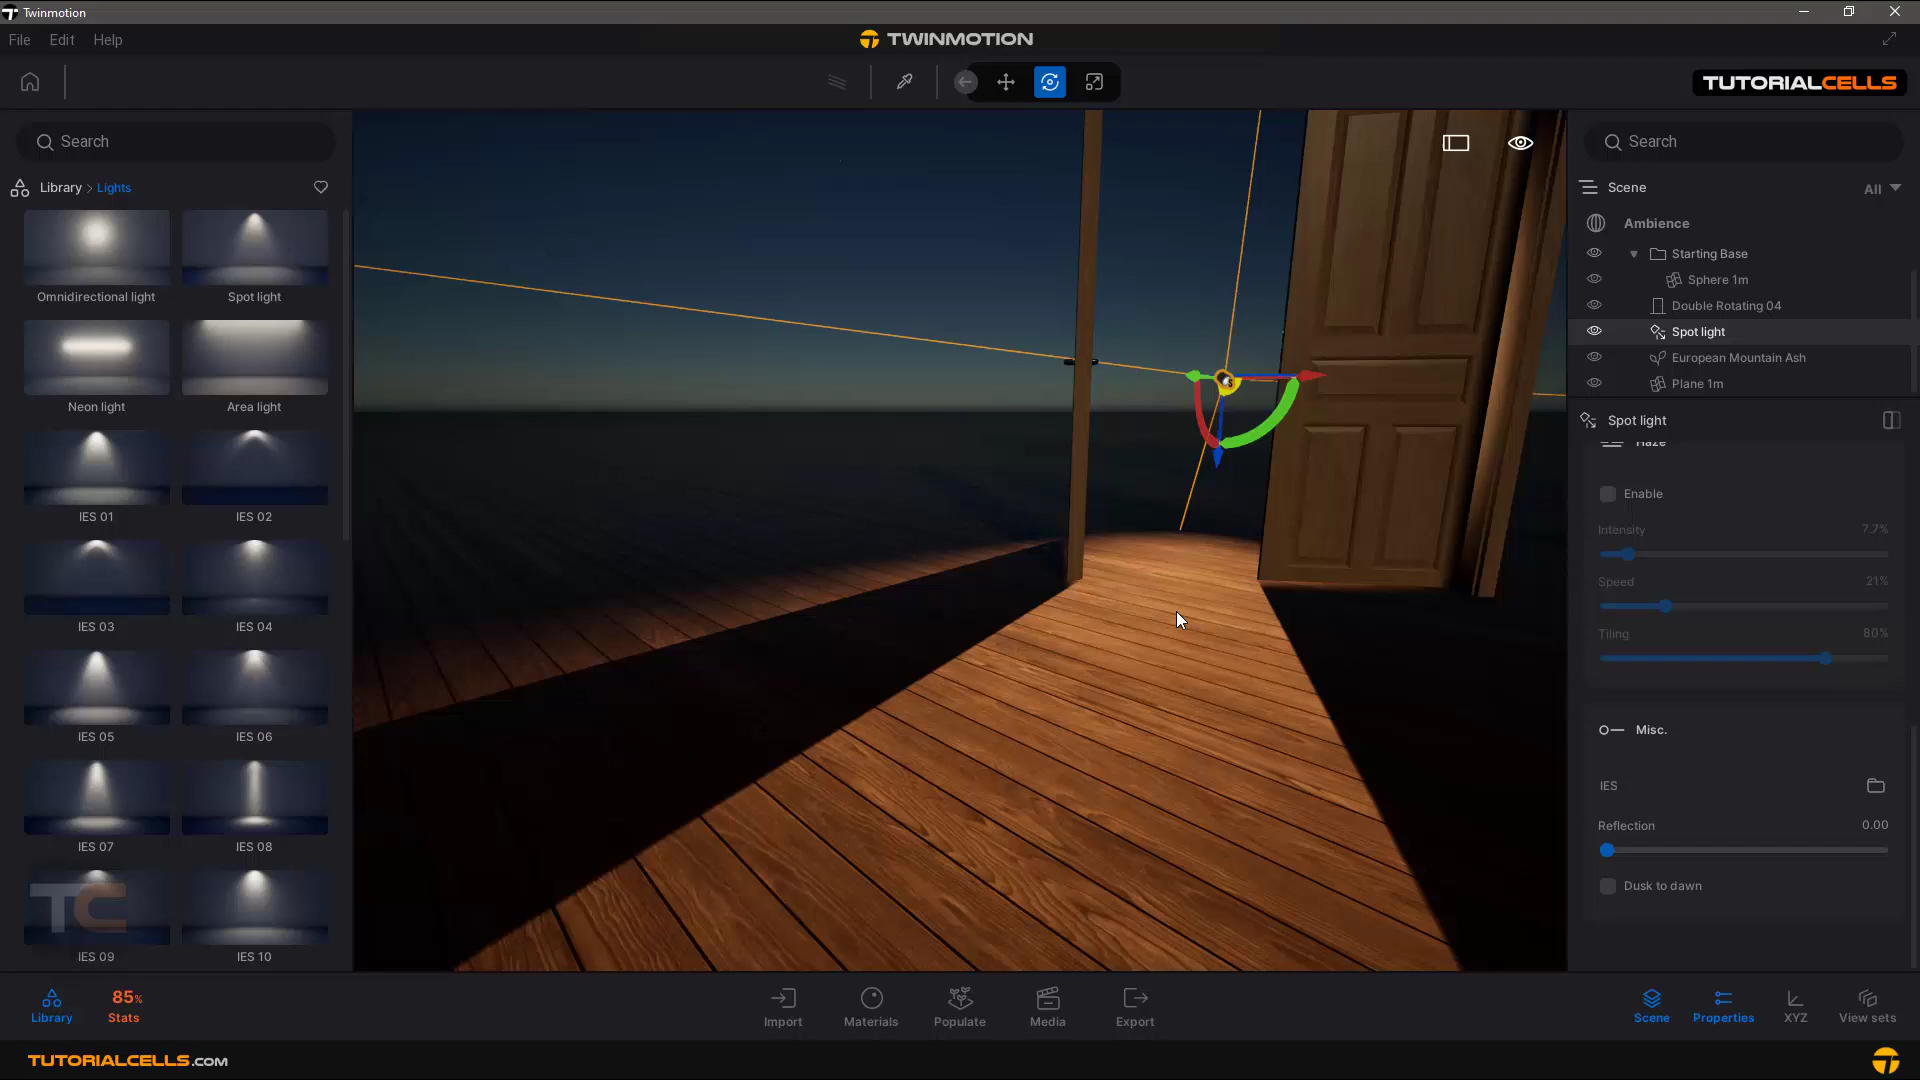 Twinmotion
File Edit Help
TWINMOTION
TUTORIALCELLS
Search
Library > Lights
Omnidirectional light
Spot light
Neon light
Area light
IES 01
IES 02
IES 03
IES 04
IES 05
IES 06
IES 07
IES 08
TC
IES 09
IES 10
Search
Scene
All
Ambience
Starting Base
Sphere 1m
Double Rotating 04
Spot light
European Mountain Ash
Plane 1m
Spot light
Haze
Enable
Intensity 7.7%
Speed 21%
Tiling 80%
Misc.
IES
Reflection 0.00
Dusk to dawn
Library
85%
Stats
Import
Materials
Populate
Media
Export
Scene
Properties
XYZ
View sets
TUTORIALCELLS.COM